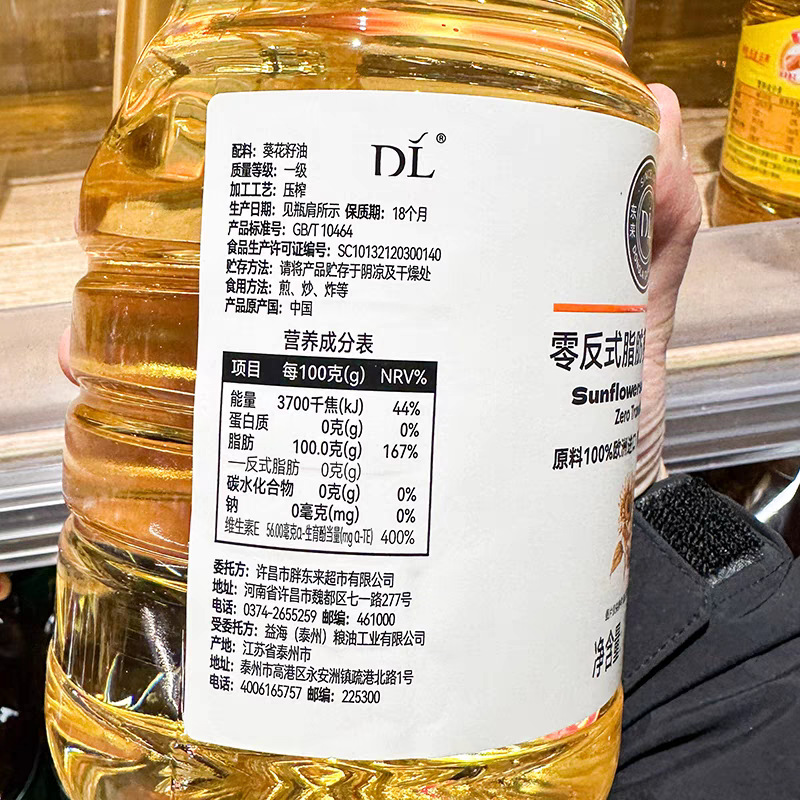 DL®
配料：葵花籽油
质量等级：一级
加工工艺：压榨
生产日期：见瓶肩所示 保质期：18个月
产品标准号：GB/T 10464
食品生产许可证编号：SC10132120300140
贮存方法：请将产品贮存于阴凉及干燥处
食用方法：煎、炒、炸等
产品原产国：中国
营养成分表
项目 每100克(g) NRV%
能量 3700千焦(kJ) 44%
蛋白质 0克(g) 0%
脂肪 100.0克(g) 167%
—反式脂肪 0克(g)
碳水化合物 0克(g) 0%
钠 0毫克(mg) 0%
维生素E 56.00毫克α-生育酚当量(mg α-TE) 400%
委托方：许昌市胖东来超市有限公司
地址：河南省许昌市魏都区七一路277号
电话：0374-2655259 邮编：461000
受委托方：益海（泰州）粮油工业有限公司
产地：江苏省泰州市
地址：泰州市高港区永安洲镇疏港北路1号
电话：4006165757 邮编：225300
DL
零反式脂肪
Sunflower
Zero Tra
原料100%欧洲进
净含量